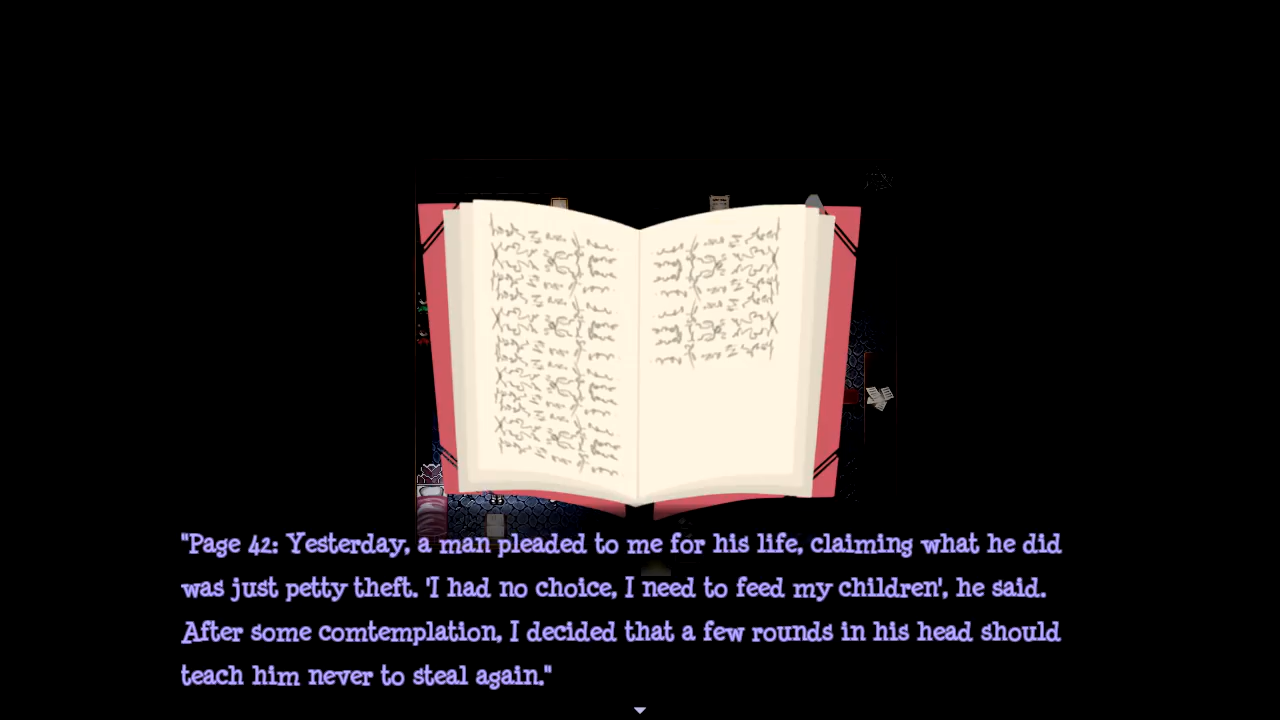 "Page 42: Yesterday, a man pleaded to me for his life, claiming what he did
was just petty theft. 'I had no choice, I need to feed my children', he said.
After some comtemplation, I decided that a few rounds in his head should
teach him never to steal again."